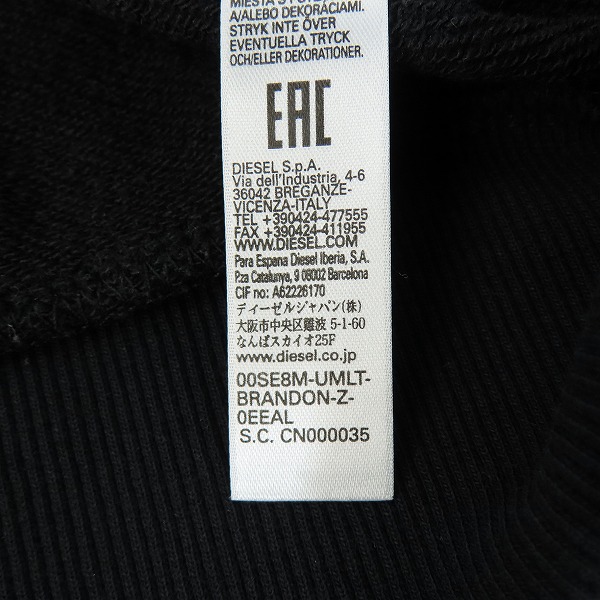 MIESTA S POTLAČOU
A/ALEBO DEKORÁCIAMI.
STRYK INTE ÖVER
EVENTUELLA TRYCK
OCH/ELLER DEKORATIONER.
EAC
DIESEL S.p.A.
Via dell'Industria, 4-6
36042 BREGANZE-
VICENZA-ITALY
TEL +390424-477555
FAX +390424-411955
WWW.DIESEL.COM
Para Espana Diesel Iberia, S.A.
P.za Catalunya, 9 08002 Barcelona
CIF no: A62226170
ディーゼルジャパン(株)
大阪市中央区難波 5-1-60
なんばスカイオ25F
www.diesel.co.jp
00SE8M-UMLT-
BRANDON-Z-
0EEAL
S.C. CN000035